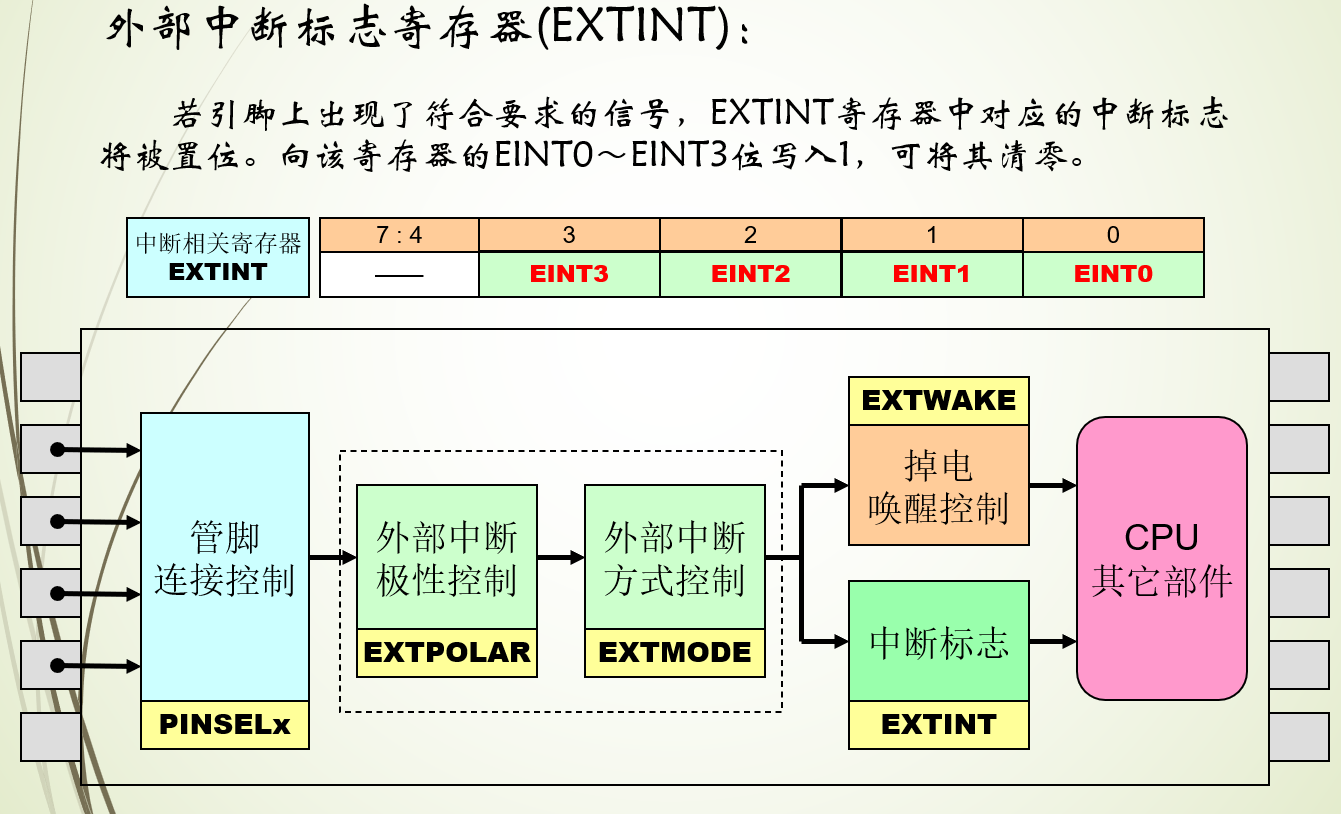 外部中断标志寄存器(EXTINT)：
若引脚上出现了符合要求的信号，EXTINT寄存器中对应的中断标志
将被置位。向该寄存器的EINT0～EINT3位写入1，可将其清零。
中断相关寄存器
EXTINT
7 : 4
3
2
1
0
——
EINT3
EINT2
EINT1
EINT0
管脚
连接控制
PINSELx
外部中断
极性控制
EXTPOLAR
外部中断
方式控制
EXTMODE
EXTWAKE
掉电
唤醒控制
中断标志
EXTINT
CPU
其它部件